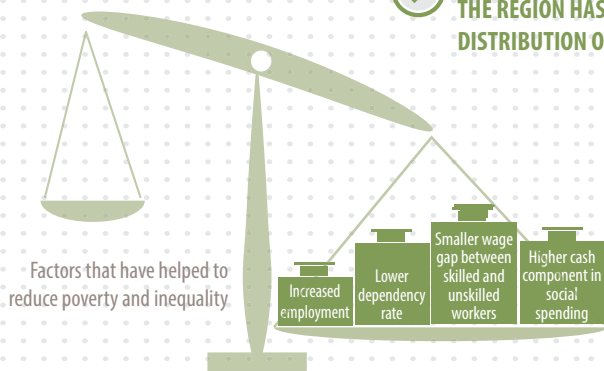 THE REGION HAS
DISTRIBUTION O
Factors that have helped to
reduce poverty and inequality
Increased
employment
Lower
dependency
rate
Smaller wage
gap between
skilled and
unskilled
workers
Higher cash
component in
social
spending